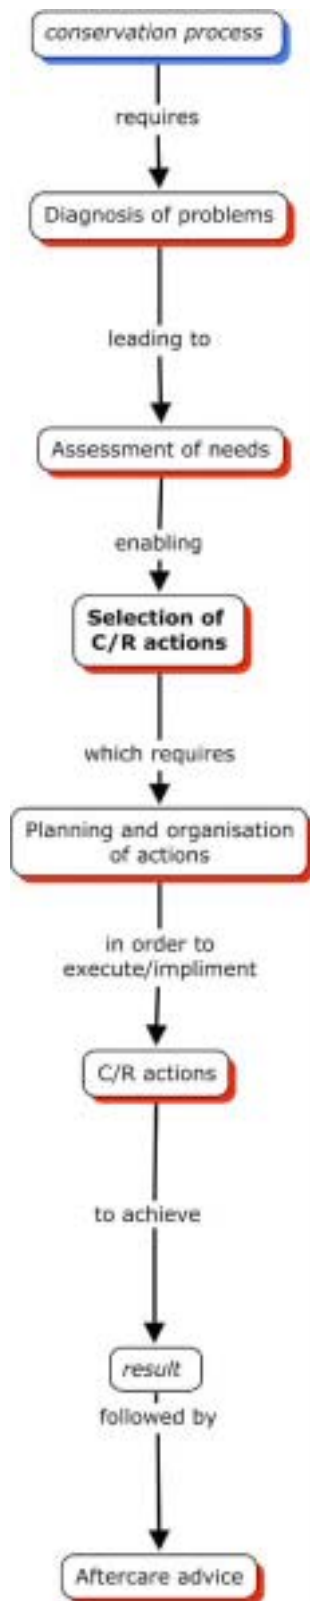 conservation process
requires
Diagnosis of problems
leading to
Assessment of needs
enabling
Selection of
C/R actions
which requires
Planning and organisation
of actions
in order to
execute/impliment
C/R actions
to achieve
result
followed by
Aftercare advice